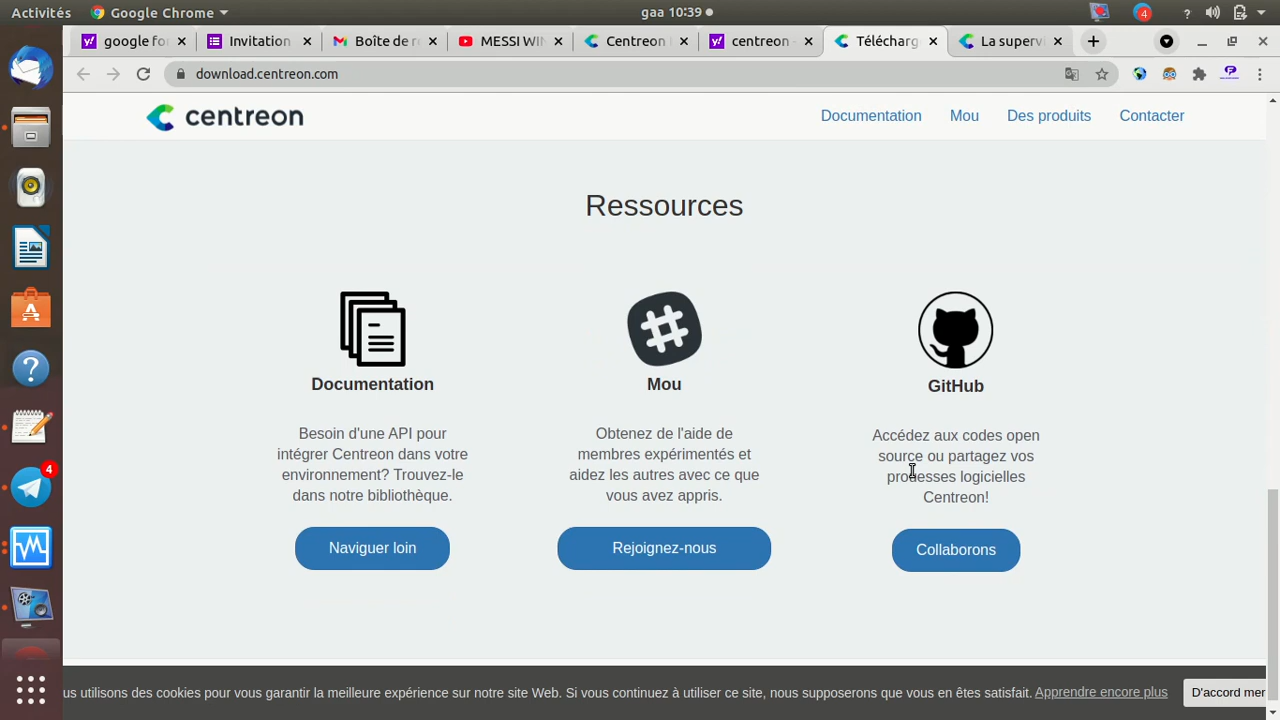 Activités Google Chrome gaa 10:39 4
google fo Invitation Boîte de r MESSI WIN Centreon centreon Télécharg La superv
download.centreon.com
centreon Documentation Mou Des produits Contacter
Ressources
Documentation
Besoin d'une API pour
intégrer Centreon dans votre
environnement? Trouvez-le
dans notre bibliothèque.
Naviguer loin
Mou
Obtenez de l'aide de
membres expérimentés et
aidez les autres avec ce que
vous avez appris.
Rejoignez-nous
GitHub
Accédez aux codes open
source ou partagez vos
prouesses logicielles
Centreon!
Collaborons
4
us utilisons des cookies pour vous garantir la meilleure expérience sur notre site Web. Si vous continuez à utiliser ce site, nous supposerons que vous en êtes satisfait. Apprendre encore plus D'accord mer